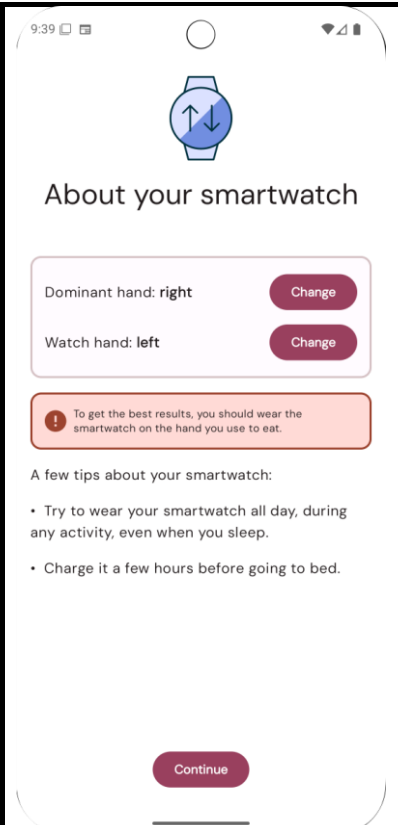 9:39
About your smartwatch
Dominant hand: right
Change
Watch hand: left
Change
To get the best results, you should wear the
smartwatch on the hand you use to eat.
A few tips about your smartwatch:
• Try to wear your smartwatch all day, during
any activity, even when you sleep.
• Charge it a few hours before going to bed.
Continue